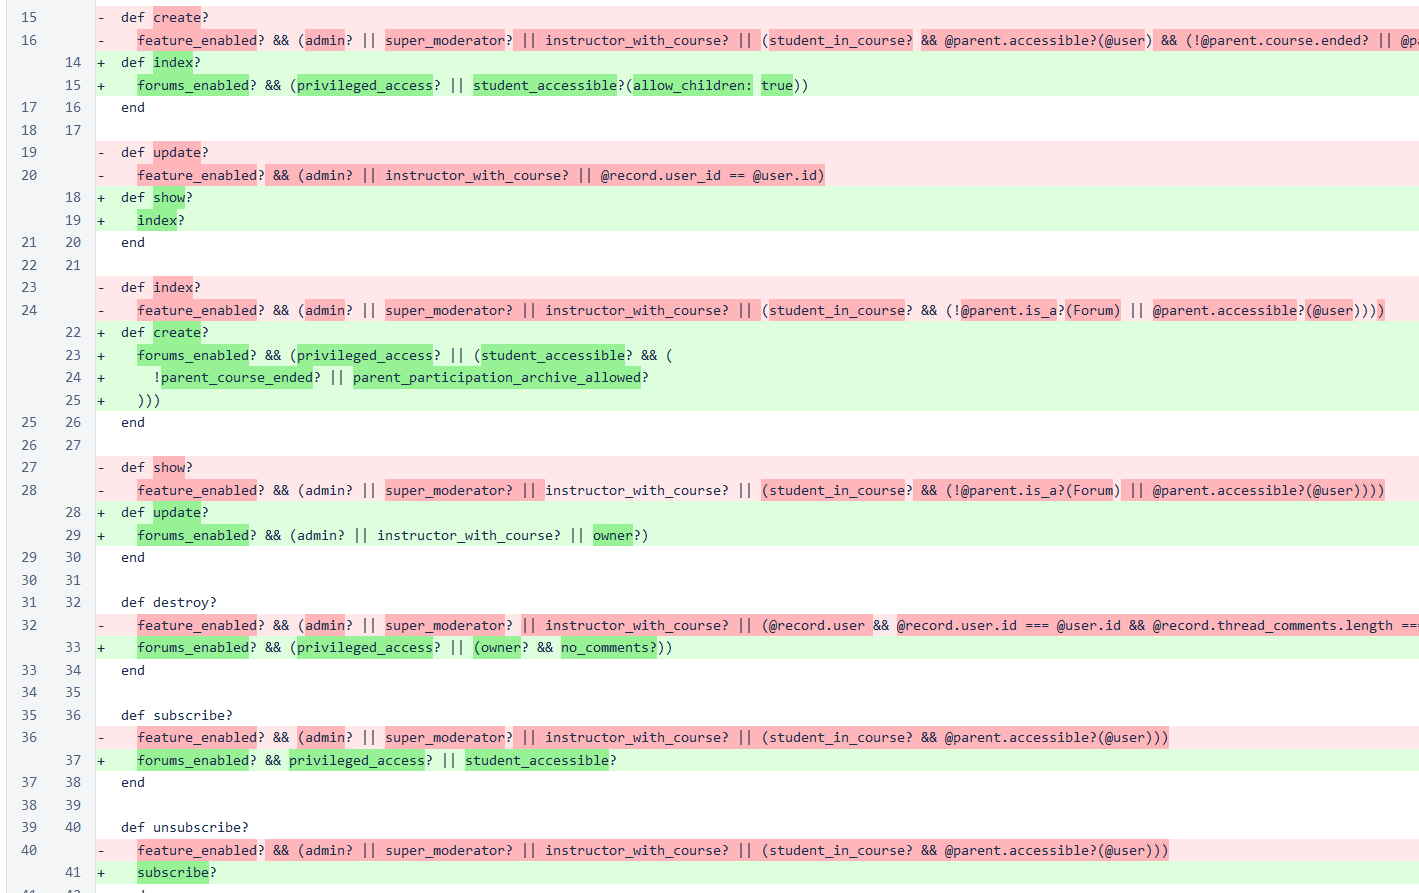 15 - def create?
16 - feature_enabled? && (admin? || super_moderator? || instructor_with_course? || (student_in_course? && @parent.accessible?(@user) && (!@parent.course.ended? || @p
14 + def index?
15 + forums_enabled? && (privileged_access? || student_accessible?(allow_children: true))
17 16 end
18 17
19 - def update?
20 - feature_enabled? && (admin? || instructor_with_course? || @record.user_id == @user.id)
18 + def show?
19 + index?
21 20 end
22 21
23 - def index?
24 - feature_enabled? && (admin? || super_moderator? || instructor_with_course? || (student_in_course? && (!@parent.is_a?(Forum) || @parent.accessible?(@user))))
22 + def create?
23 + forums_enabled? && (privileged_access? || (student_accessible? && (
24 + !parent_course_ended? || parent_participation_archive_allowed?
25 + )))
25 26 end
26 27
27 - def show?
28 - feature_enabled? && (admin? || super_moderator? || instructor_with_course? || (student_in_course? && (!@parent.is_a?(Forum) || @parent.accessible?(@user))))
28 + def update?
29 + forums_enabled? && (admin? || instructor_with_course? || owner?)
29 30 end
30 31
31 32 def destroy?
32 - feature_enabled? && (admin? || super_moderator? || instructor_with_course? || (@record.user && @record.user.id === @user.id && @record.thread_comments.length ===
33 + forums_enabled? && (privileged_access? || (owner? && no_comments?))
33 34 end
34 35
35 36 def subscribe?
36 - feature_enabled? && (admin? || super_moderator? || instructor_with_course? || (student_in_course? && @parent.accessible?(@user)))
37 + forums_enabled? && privileged_access? || student_accessible?
37 38 end
38 39
39 40 def unsubscribe?
40 - feature_enabled? && (admin? || super_moderator? || instructor_with_course? || (student_in_course? && @parent.accessible?(@user)))
41 + subscribe?